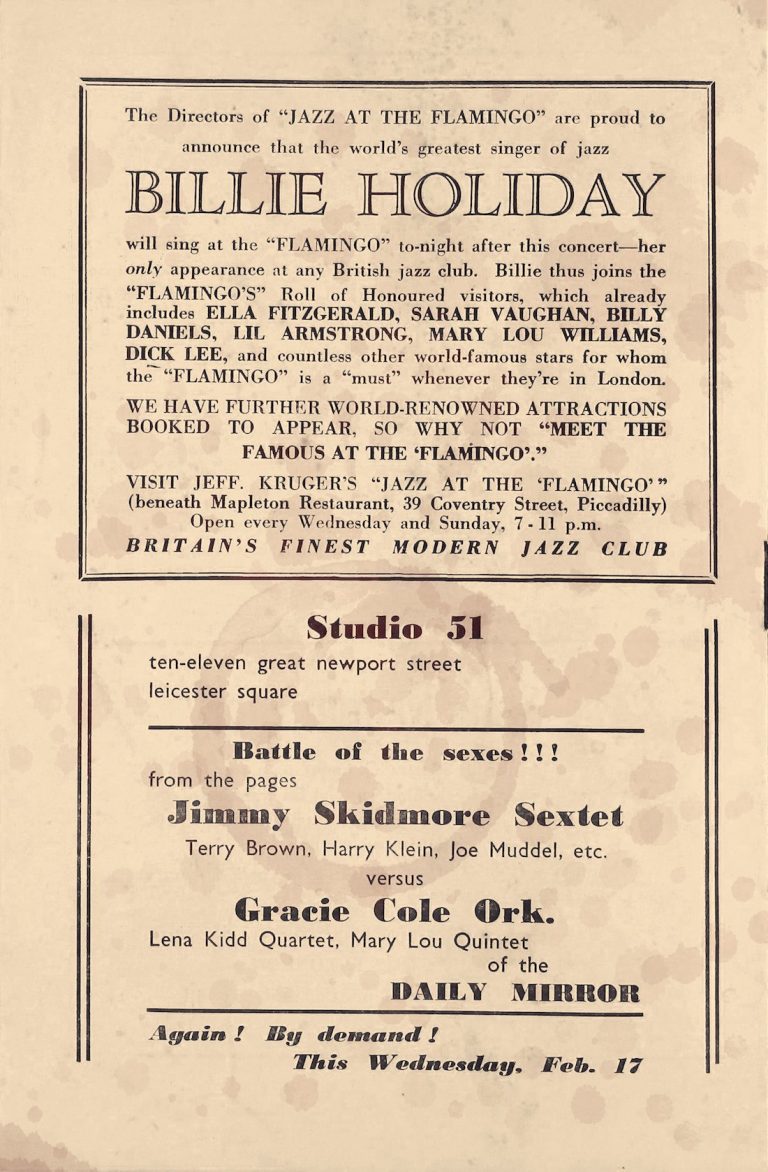 The Directors of “JAZZ AT THE FLAMINGO” are proud to
announce that the world's greatest singer of jazz
BILLIE HOLIDAY
will sing at the “FLAMINGO” to-night after this concert—her
only appearance at any British jazz club. Billie thus joins the
“FLAMINGO'S” Roll of Honoured visitors, which already
includes ELLA FITZGERALD, SARAH VAUGHAN, BILLY
DANIELS, LIL ARMSTRONG, MARY LOU WILLIAMS,
DICK LEE, and countless other world-famous stars for whom
the “FLAMINGO” is a “must” whenever they're in London.
WE HAVE FURTHER WORLD-RENOWNED ATTRACTIONS
BOOKED TO APPEAR, SO WHY NOT “MEET THE
FAMOUS AT THE ‘FLAMINGO’.”
VISIT JEFF. KRUGER'S “JAZZ AT THE ‘FLAMINGO’”
(beneath Mapleton Restaurant, 39 Coventry Street, Piccadilly)
Open every Wednesday and Sunday, 7 - 11 p.m.
BRITAIN'S FINEST MODERN JAZZ CLUB
Studio 51
ten-eleven great newport street
leicester square
Battle of the sexes!!!
from the pages
Jimmy Skidmore Sextet
Terry Brown, Harry Klein, Joe Muddel, etc.
versus
Gracie Cole Ork.
Lena Kidd Quartet, Mary Lou Quintet
of the
DAILY MIRROR
Again! By demand!
This Wednesday, Feb. 17